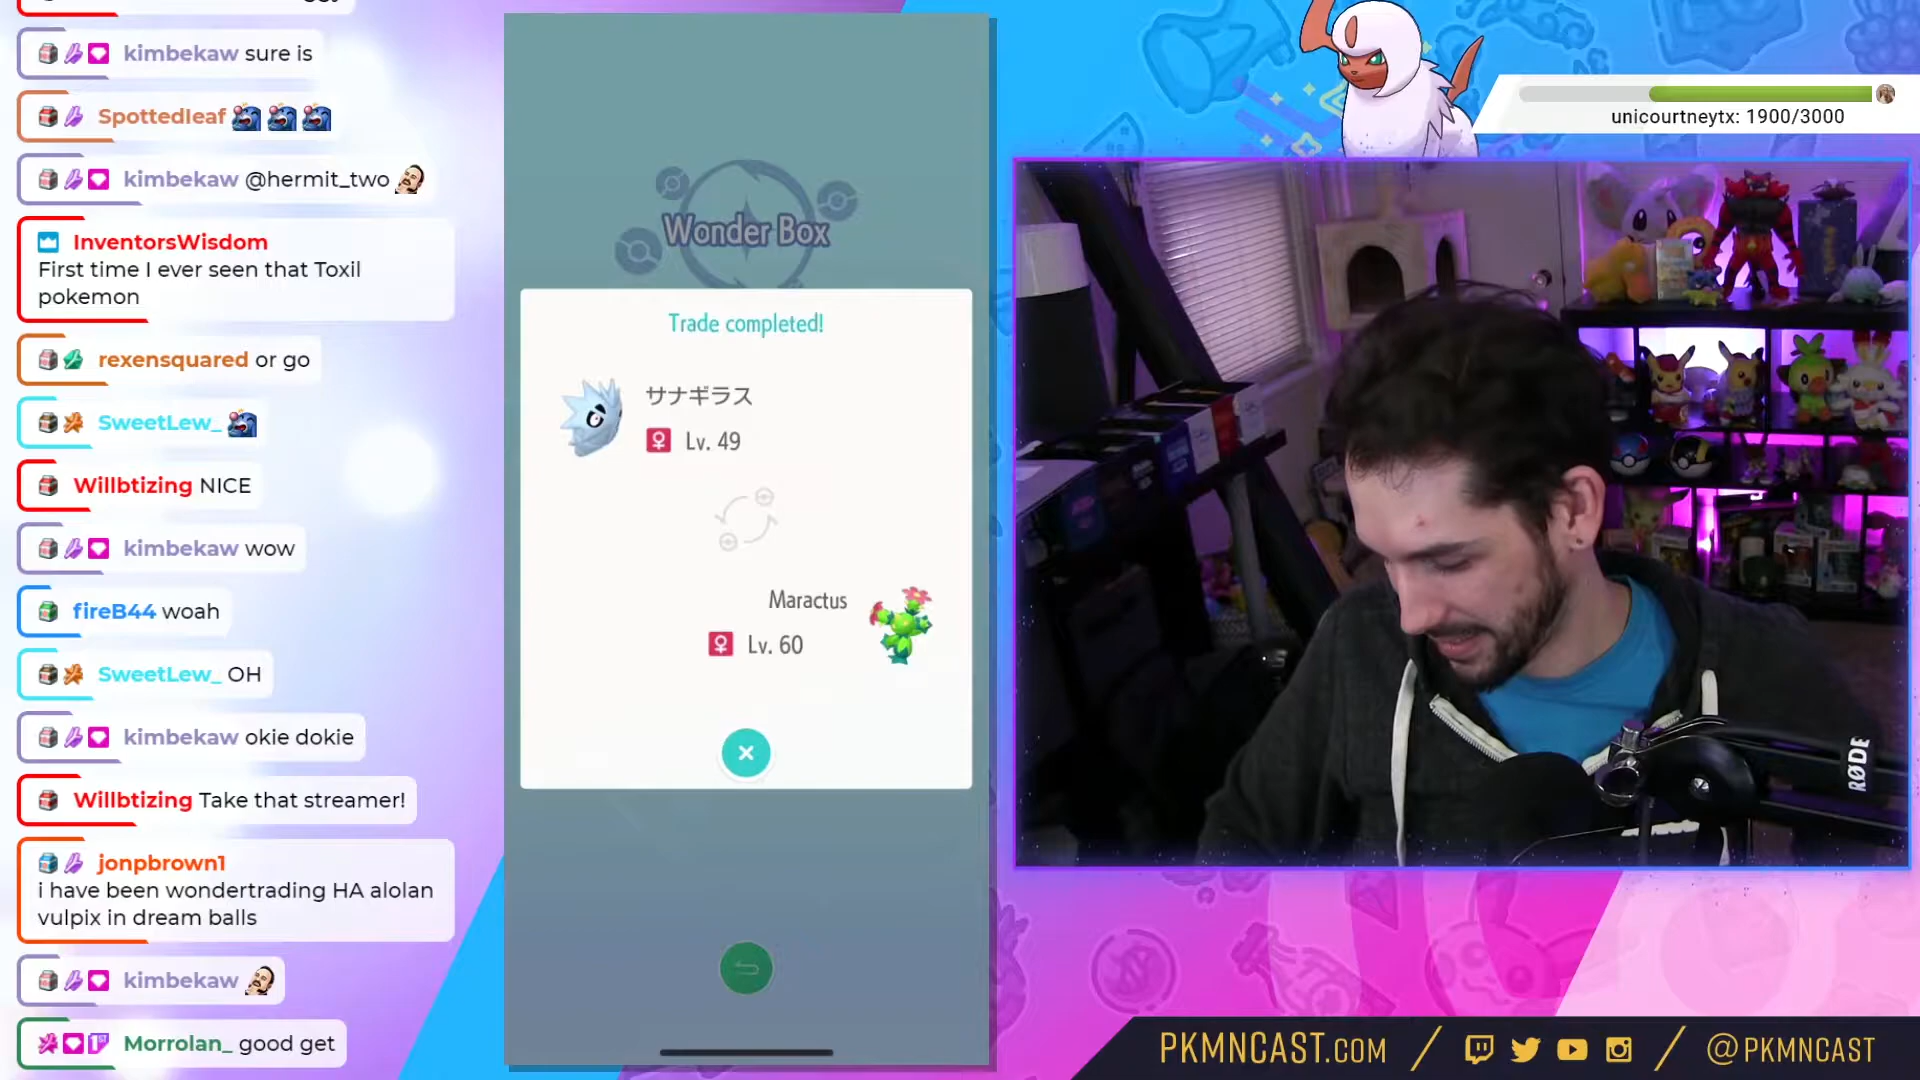 kimbekaw sure is
Spottedleaf
kimbekaw @hermit_two
InventorsWisdom
First time I ever seen that Toxil
pokemon
rexensquared or go
SweetLew_
Willbtizing NICE
kimbekaw wow
fireB44 woah
SweetLew_ OH
kimbekaw okie dokie
Willbtizing Take that streamer!
jonpbrown1
i have been wondertrading HA alolan
vulpix in dream balls
kimbekaw
Morrolan_ good get
Wonder Box
Trade completed!
サナギラス
Lv. 49
Maractus
Lv. 60
unicourtneytx: 1900/3000
RØDE
PKMNCAST.COM / / @PKMNCAST